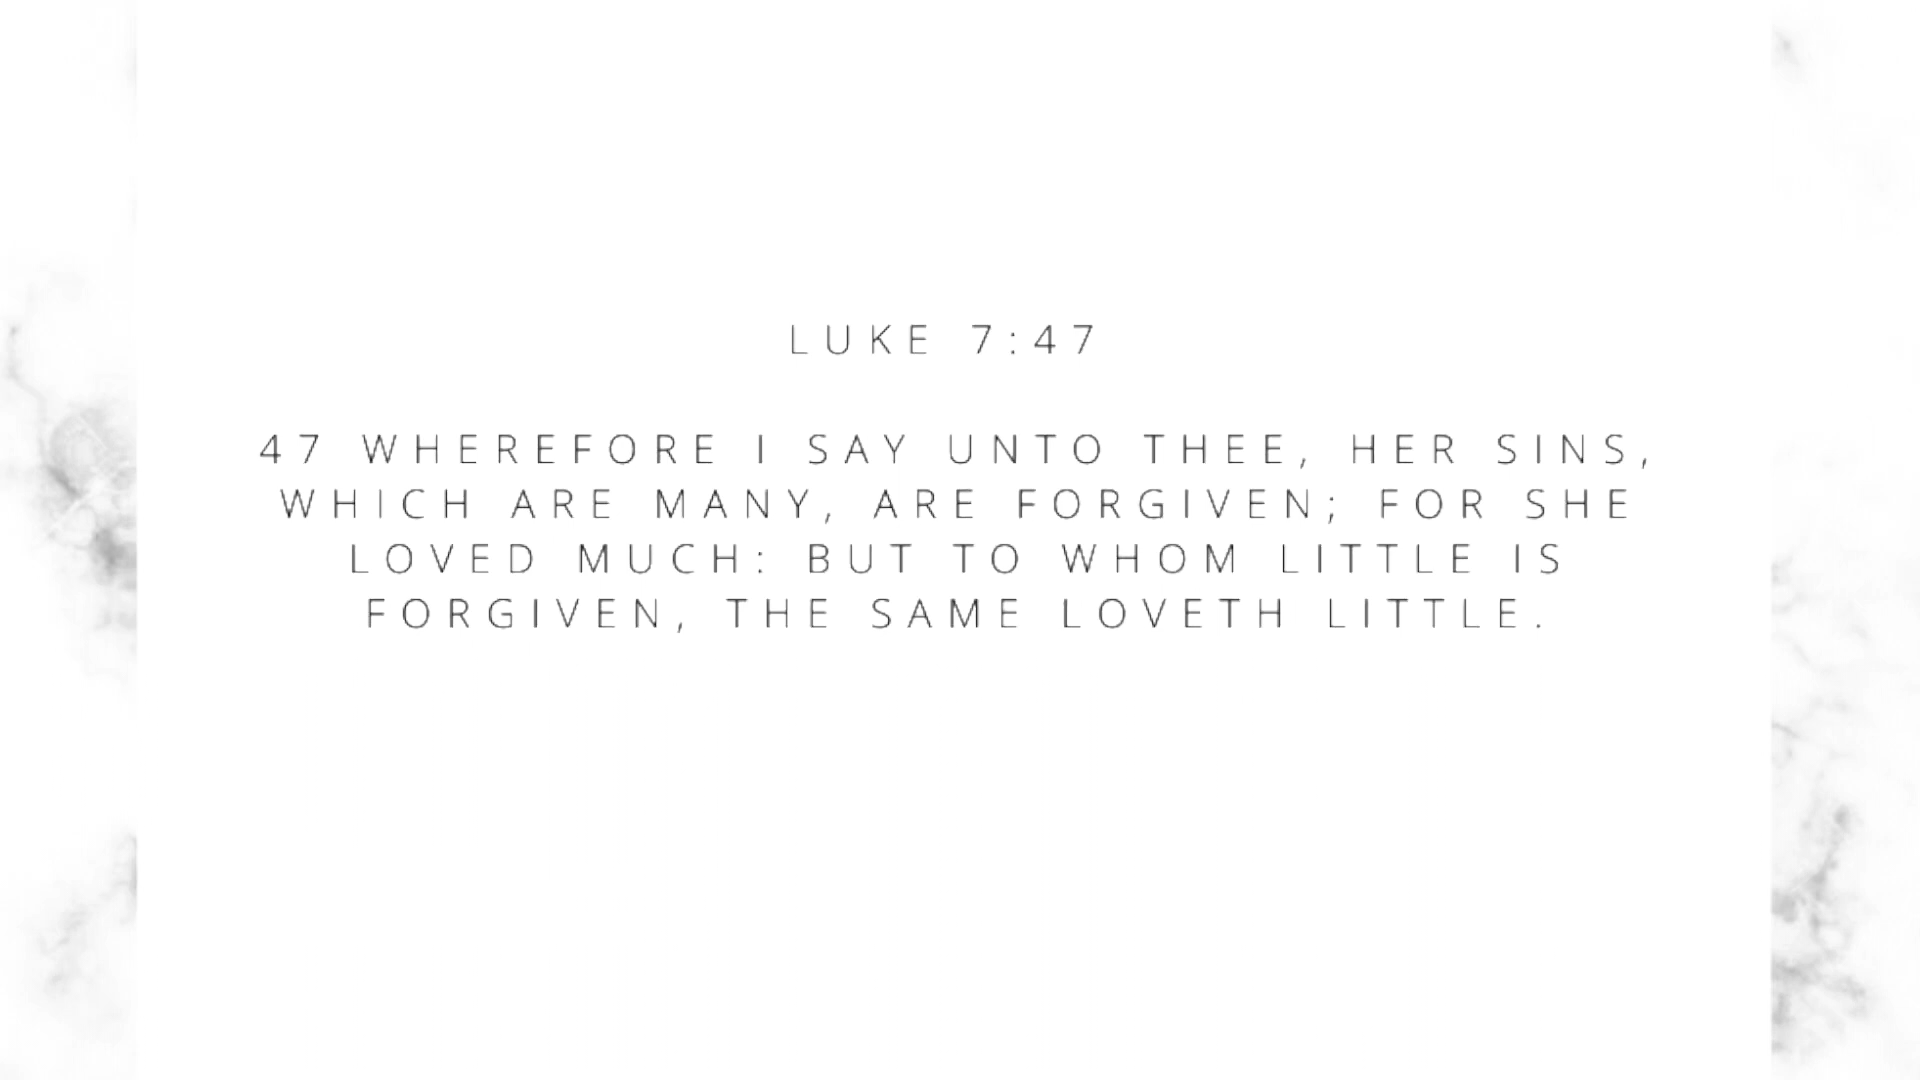 LUKE 7:47
47 WHEREFORE I SAY UNTO THEE, HER SINS,
WHICH ARE MANY, ARE FORGIVEN; FOR SHE
LOVED MUCH: BUT TO WHOM LITTLE IS
FORGIVEN, THE SAME LOVETH LITTLE.